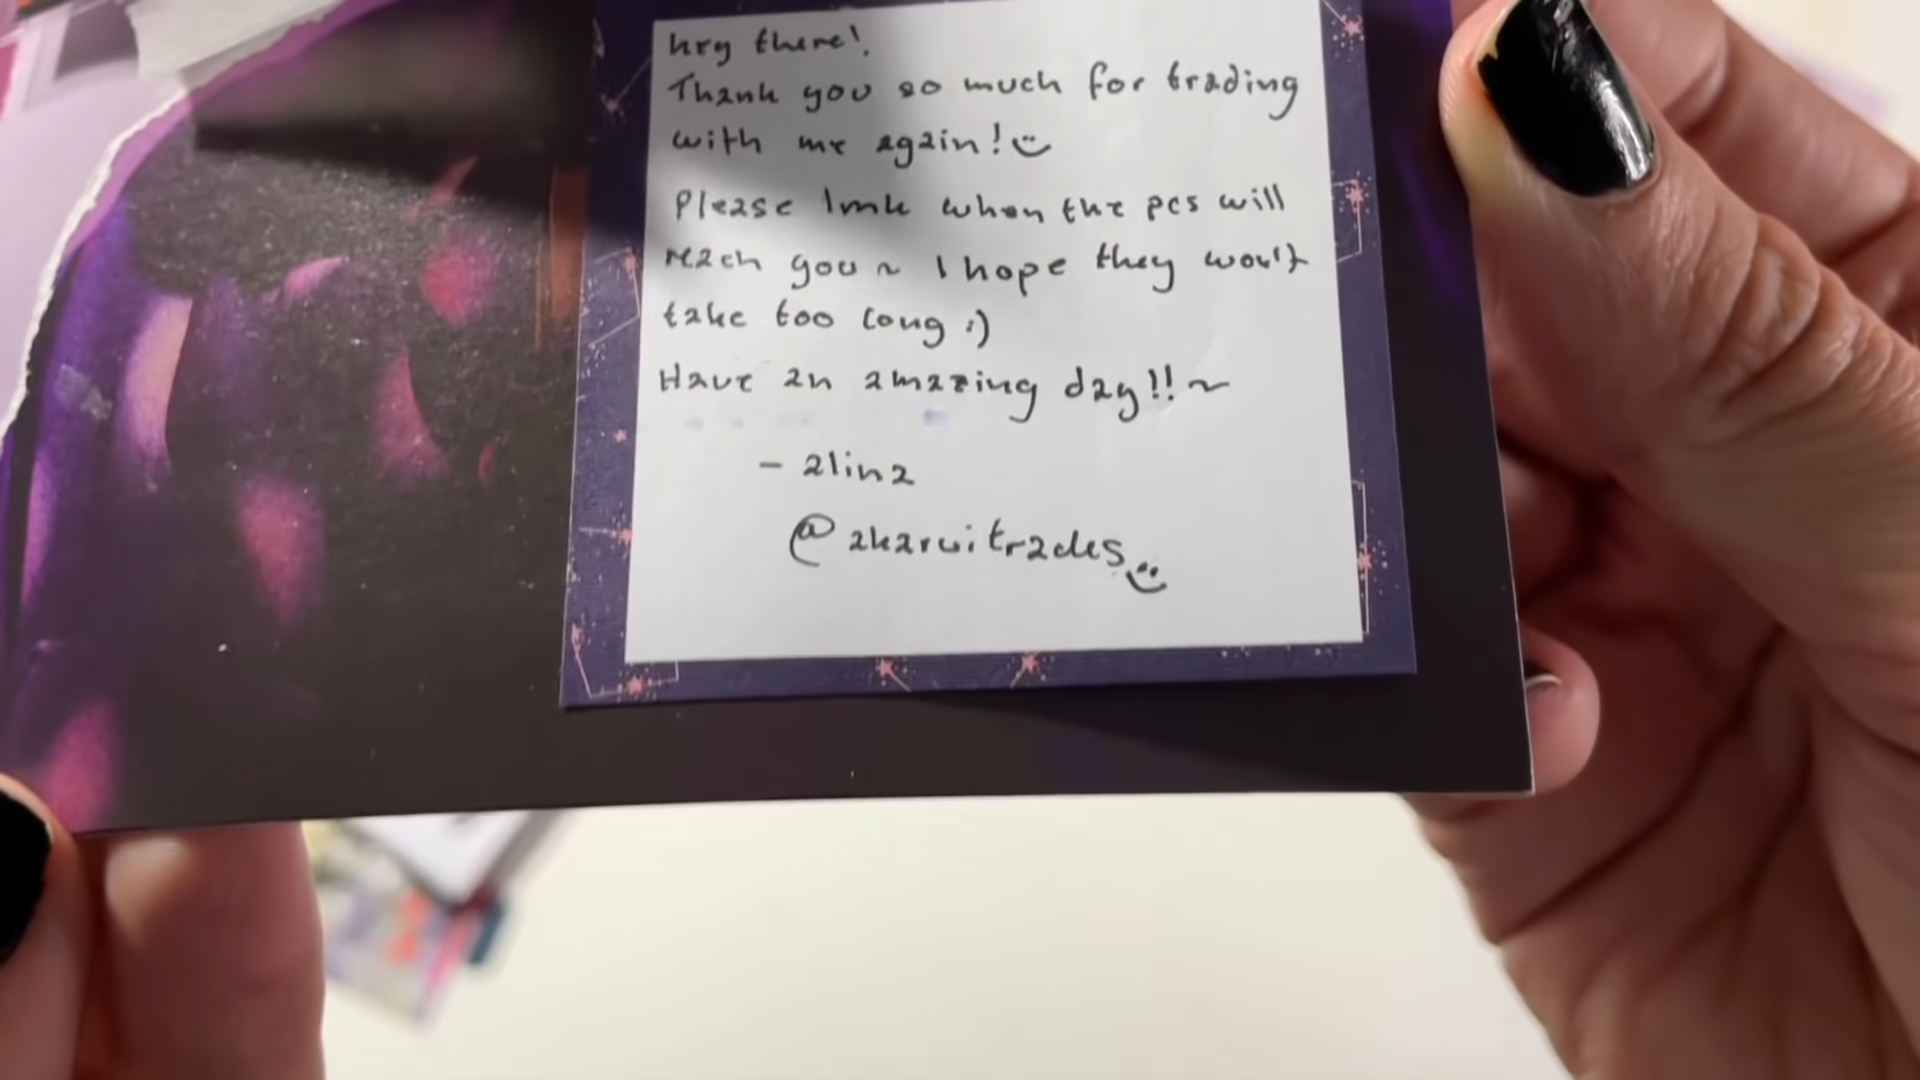 hey there!
Thank you so much for trading
with me again! :)
Please lmk when the pcs will
reach you ~ I hope they won't
take too long :)
Have an amazing day!! ~
- alina
@akaruitrades :)